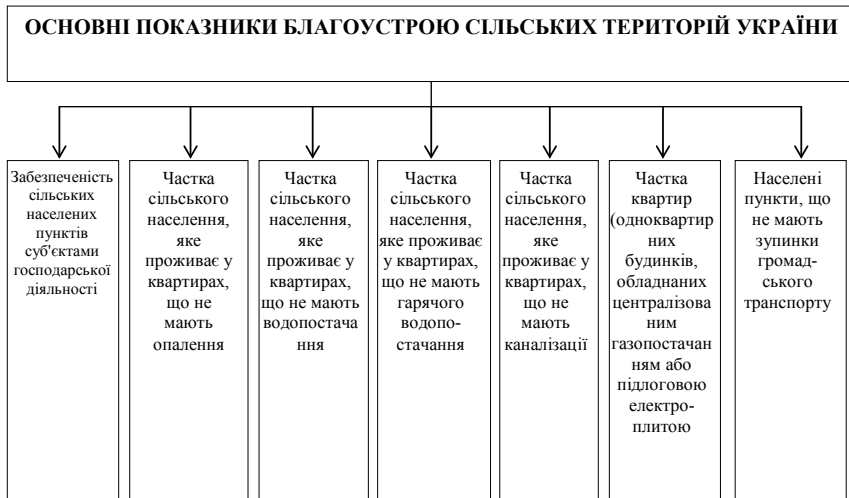 ОСНОВНІ ПОКАЗНИКИ БЛАГОУСТРОЮ СІЛЬСЬКИХ ТЕРИТОРІЙ УКРАЇНИ
Забезпеченість
сільських
населених
пунктів
суб'єктами
господарської
діяльності
Частка
сільського
населення,
яке
проживає у
квартирах,
що не
мають
опалення
Частка
сільського
населення,
яке
проживає у
квартирах,
що не мають
водопостача
ння
Частка
сільського
населення,
яке проживає
у квартирах,
що не мають
гарячого
водопо-
стачання
Частка
сільського
населення,
яке
проживає у
квартирах,
що не
мають
каналізації
Частка
квартир
(одноквартир
них
будинків,
обладнаних
централізова
ним
газопостачан
ням або
підлоговою
електро-
плитою
Населені
пункти, що
не мають
зупинки
громад-
ського
транспорту